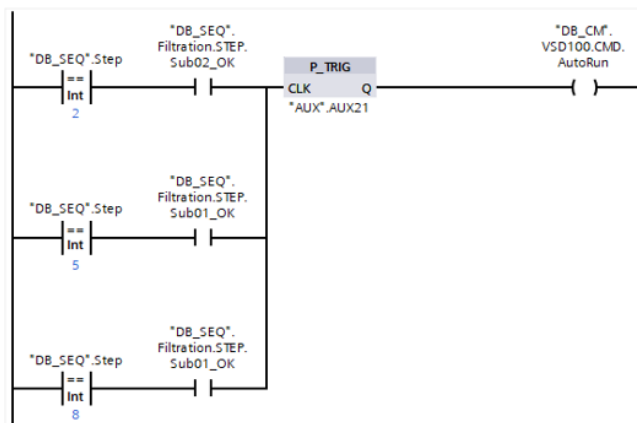 "DB_SEQ".Step
==
Int
2
"DB_SEQ".
Filtration.STEP.
Sub02_OK
P_TRIG
CLK Q
"AUX".AUX21
"DB_CM".
VSD100.CMD.
AutoRun
"DB_SEQ".Step
==
Int
5
"DB_SEQ".
Filtration.STEP.
Sub01_OK
"DB_SEQ".Step
==
Int
8
"DB_SEQ".
Filtration.STEP.
Sub01_OK